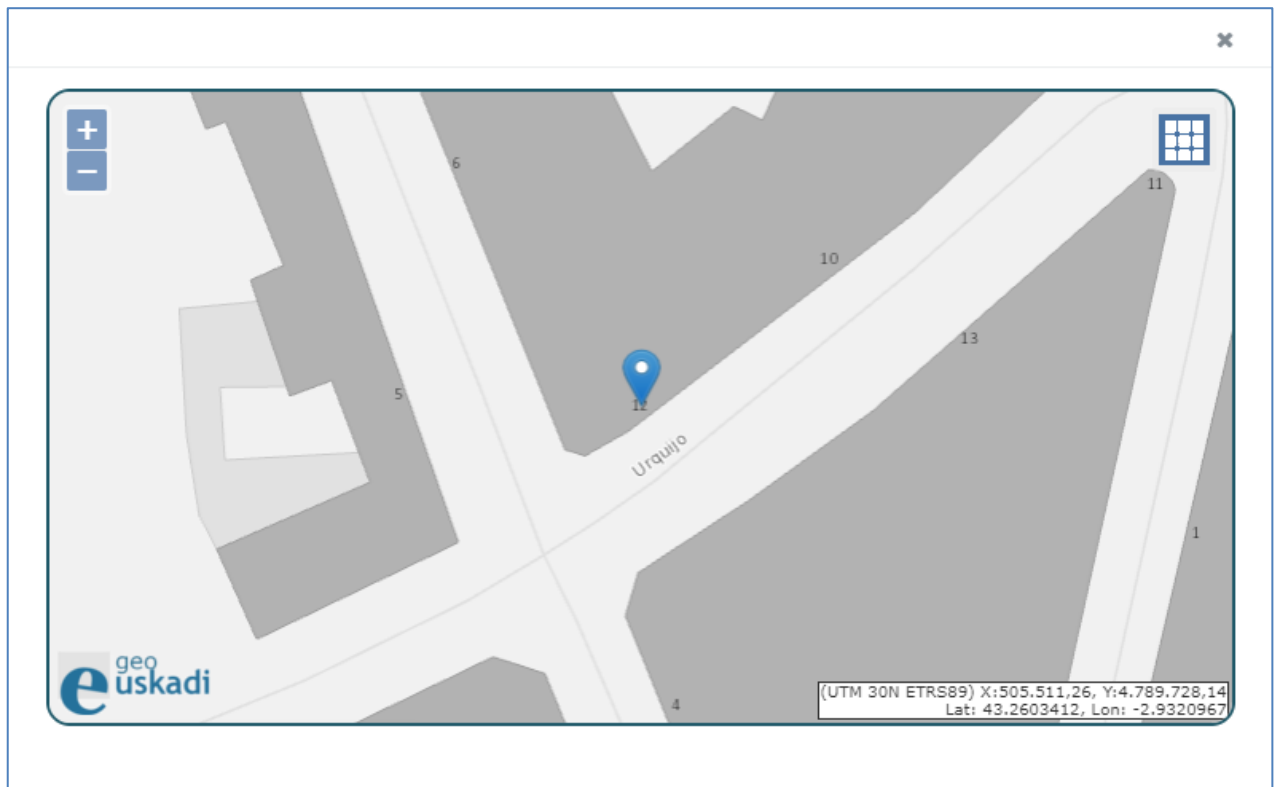 ✖
+
−
6
11
10
13
12
5
Urquijo
1
geo
euskadi
4
(UTM 30N ETRS89) X:505.511,26, Y:4.789.728,14
Lat: 43.2603412, Lon: -2.9320967